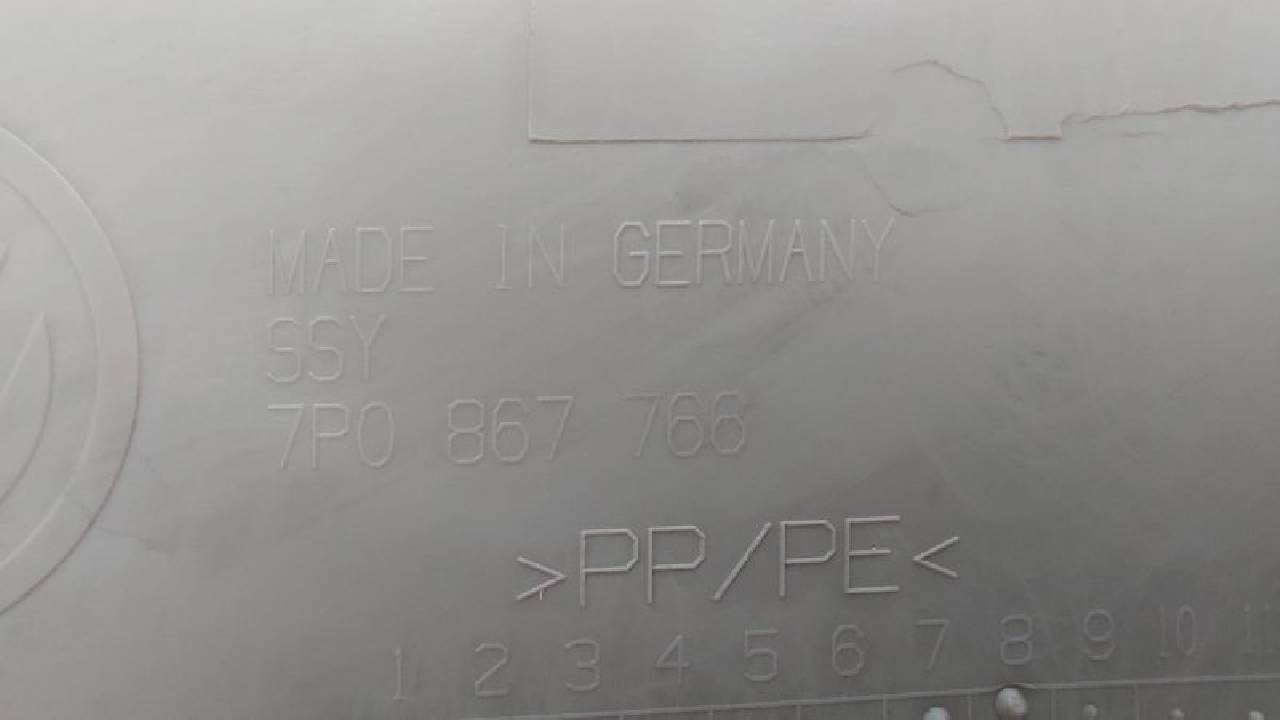 MADE IN GERMANY
SSY
7P0 867 766
>PP/PE<
1 2 3 4 5 6 7 8 9 10 11